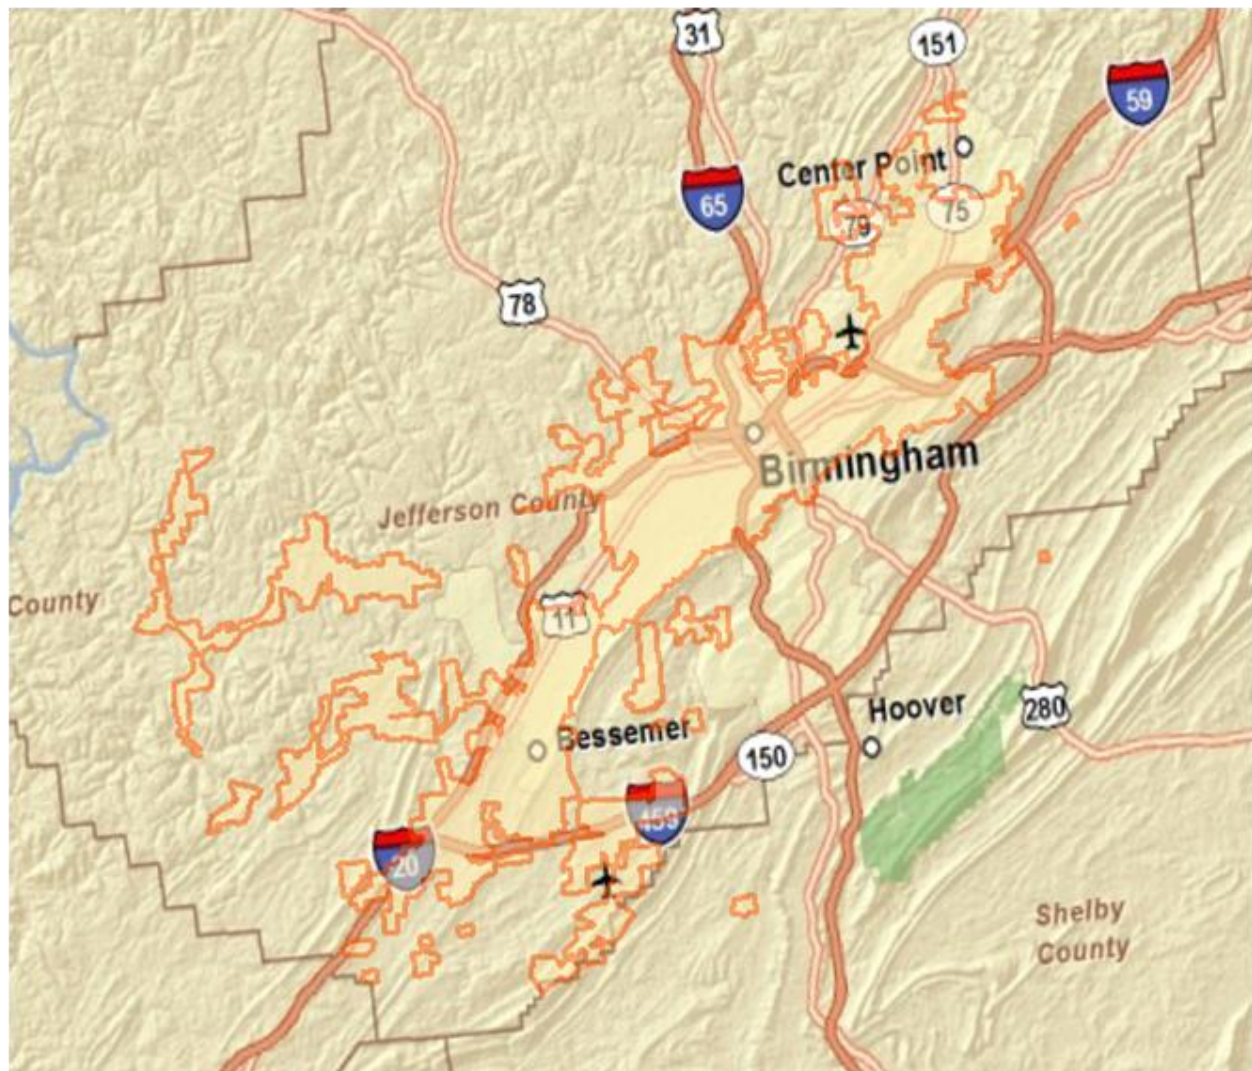 31
151
59
Center Point
65
79
75
78
Birmingham
Jefferson County
County
11
Hoover
280
Bessemer
150
459
20
Shelby
County